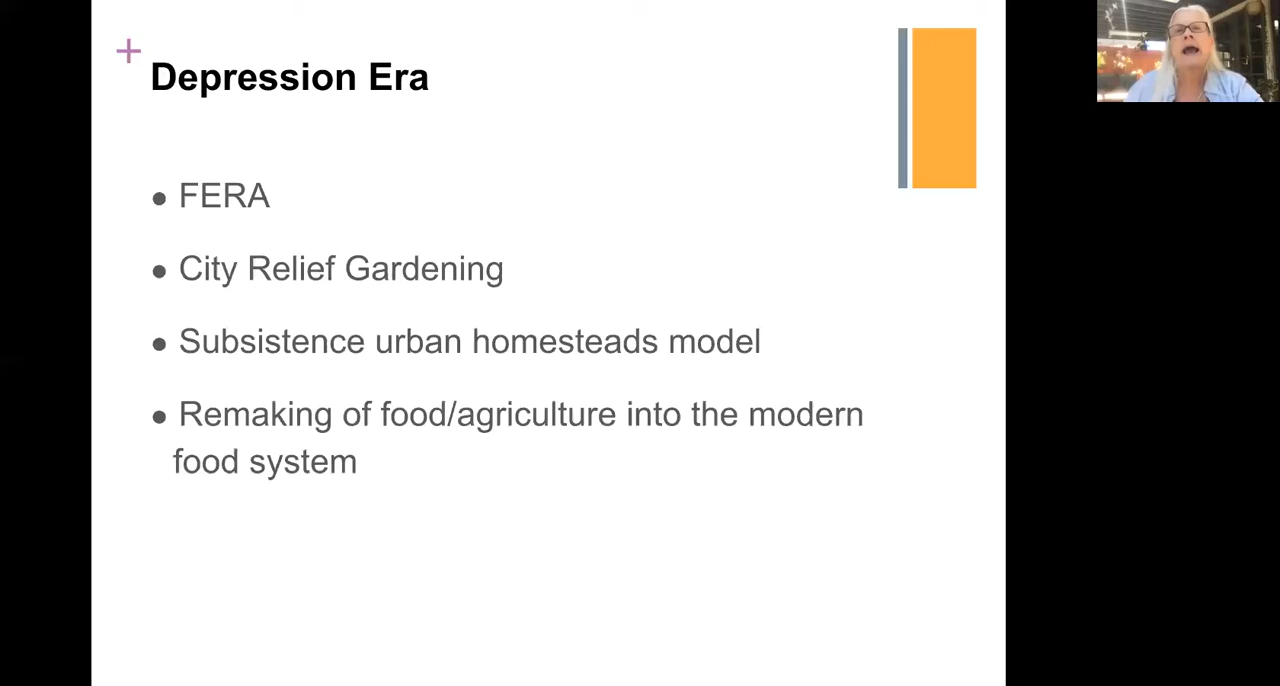 Depression Era
● FERA
● City Relief Gardening
● Subsistence urban homesteads model
● Remaking of food/agriculture into the modern
food system